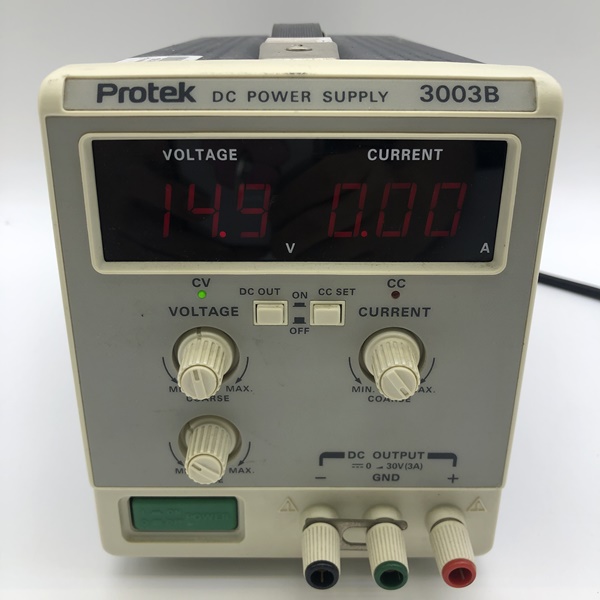 Protek DC POWER SUPPLY 3003B
VOLTAGE CURRENT
14.9 V 0.00 A
CV CC
DC OUT ON CC SET
OFF
VOLTAGE CURRENT
MAX. MIN. MAX.
COARSE COARSE
MAX.
DC OUTPUT
0 → 30V(3A)
− GND +
POWER